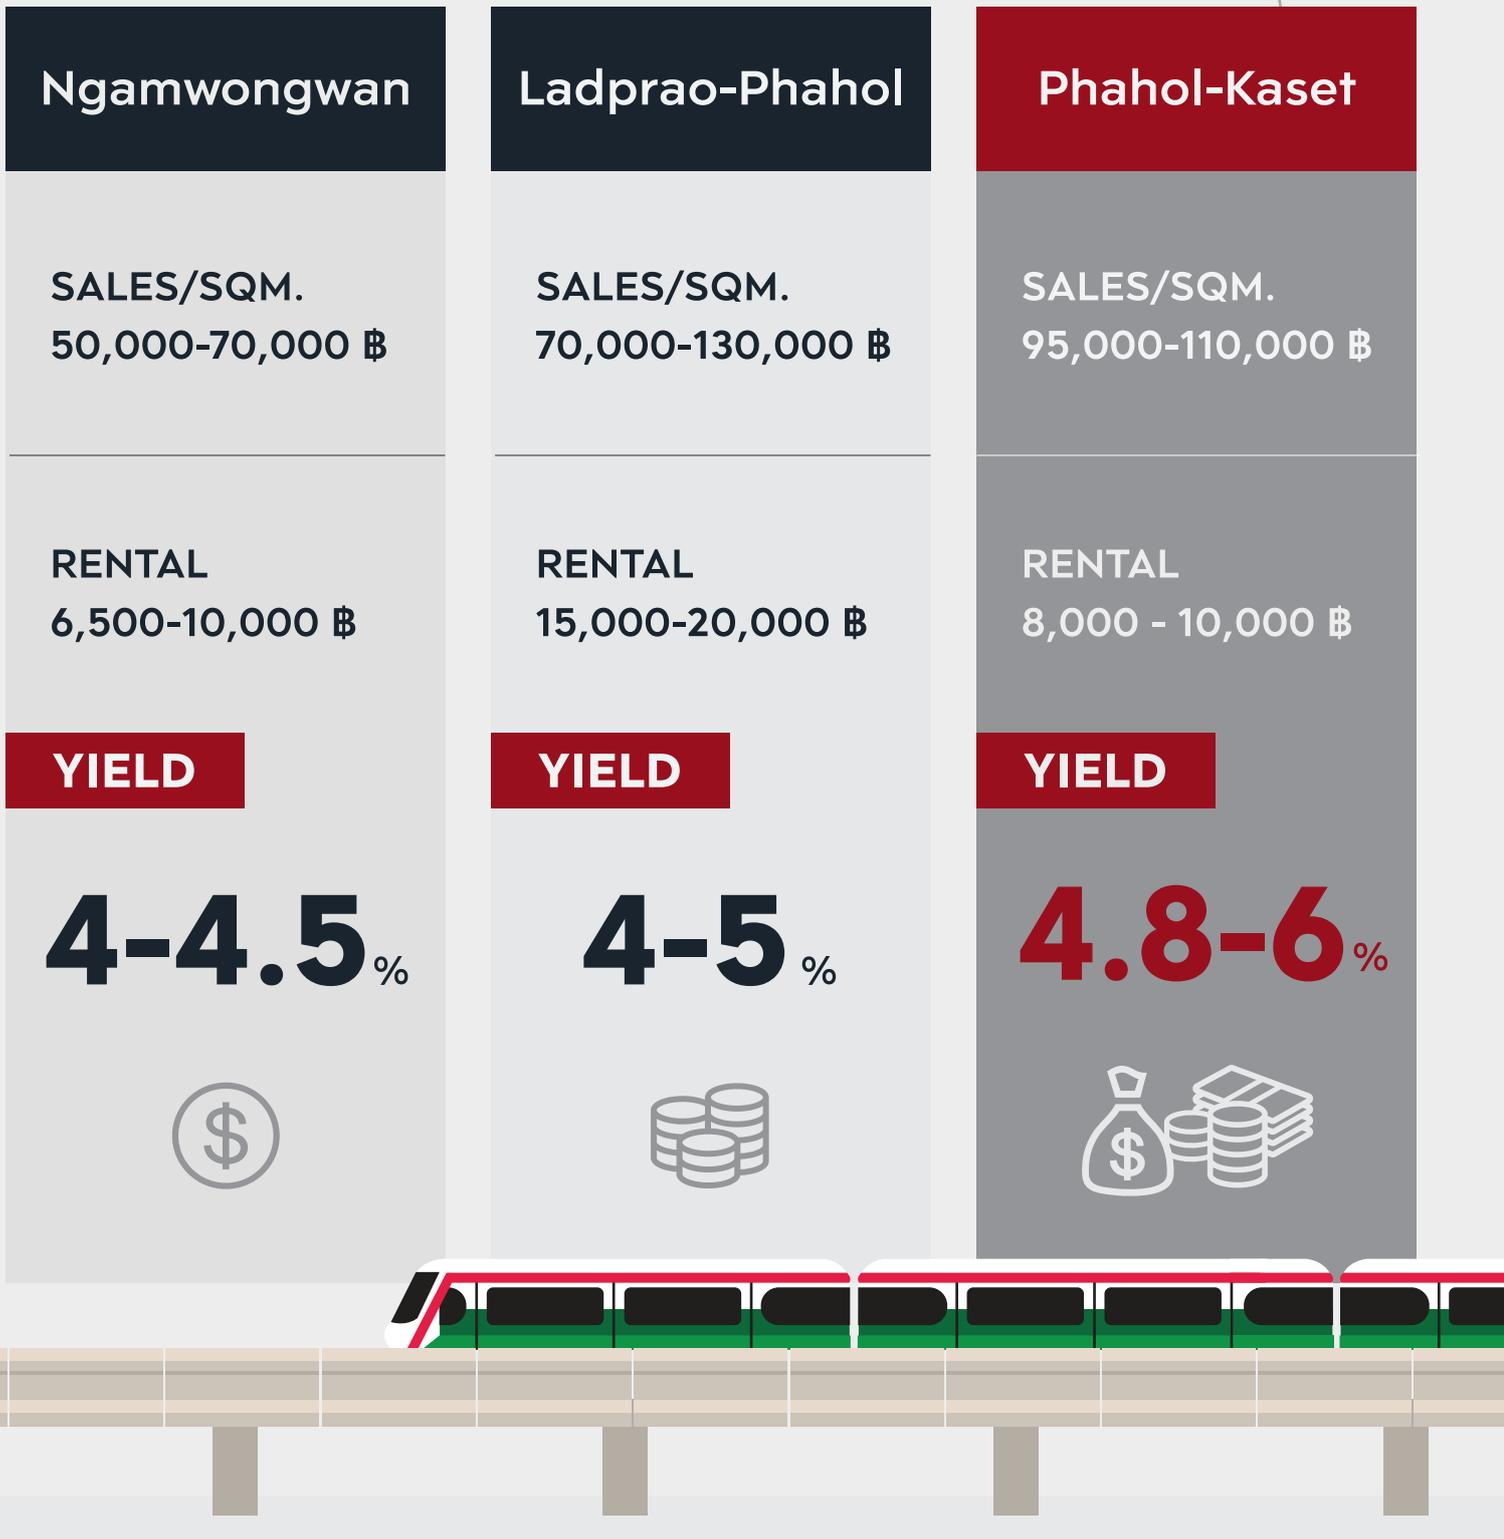 Ngamwongwan
SALES/SQM.
50,000-70,000 ฿
RENTAL
6,500-10,000 ฿
YIELD
4-4.5%
$
Ladprao-Phahol
SALES/SQM.
70,000-130,000 ฿
RENTAL
15,000-20,000 ฿
YIELD
4-5 %
Phahol-Kaset
SALES/SQM.
95,000-110,000 ฿
RENTAL
8,000 - 10,000 ฿
YIELD
4.8-6%
$